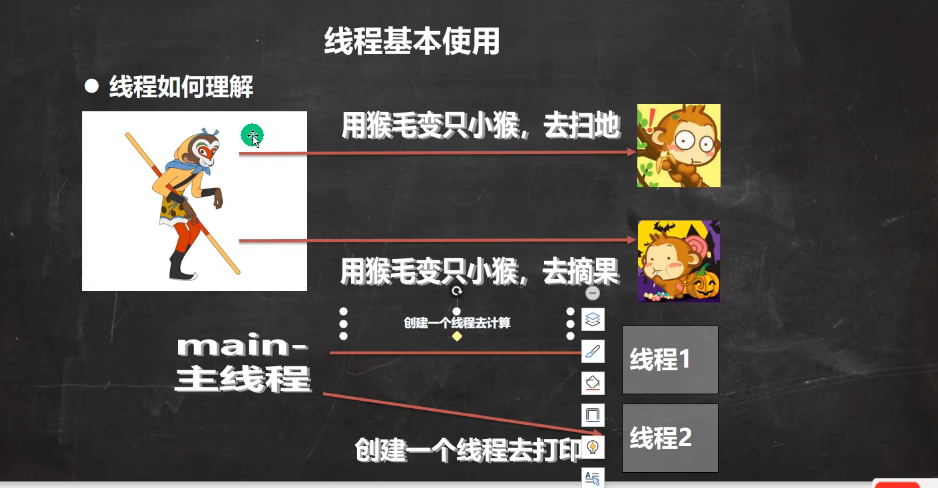 线程基本使用
线程如何理解
用猴毛变只小猴，去扫地
用猴毛变只小猴，去摘果
创建一个线程去计算
main-
主线程
线程1
线程2
创建一个线程去打印